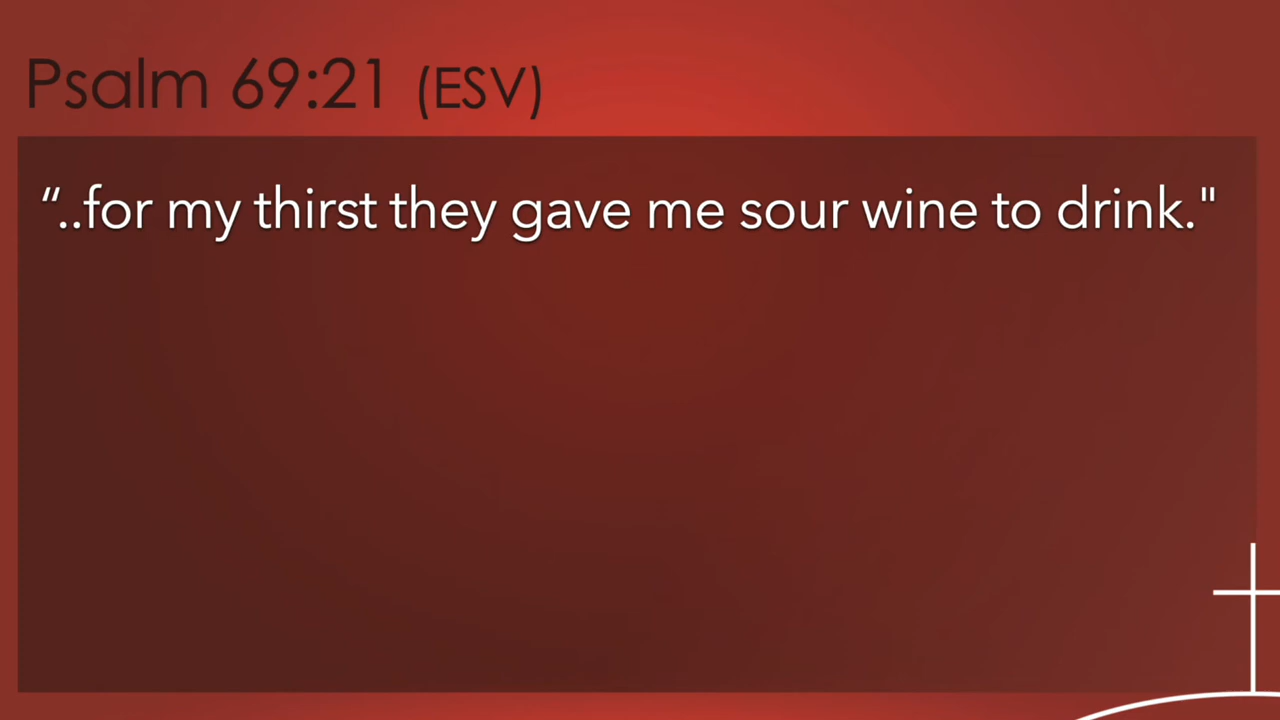 Psalm 69:21 (ESV)
“..for my thirst they gave me sour wine to drink."